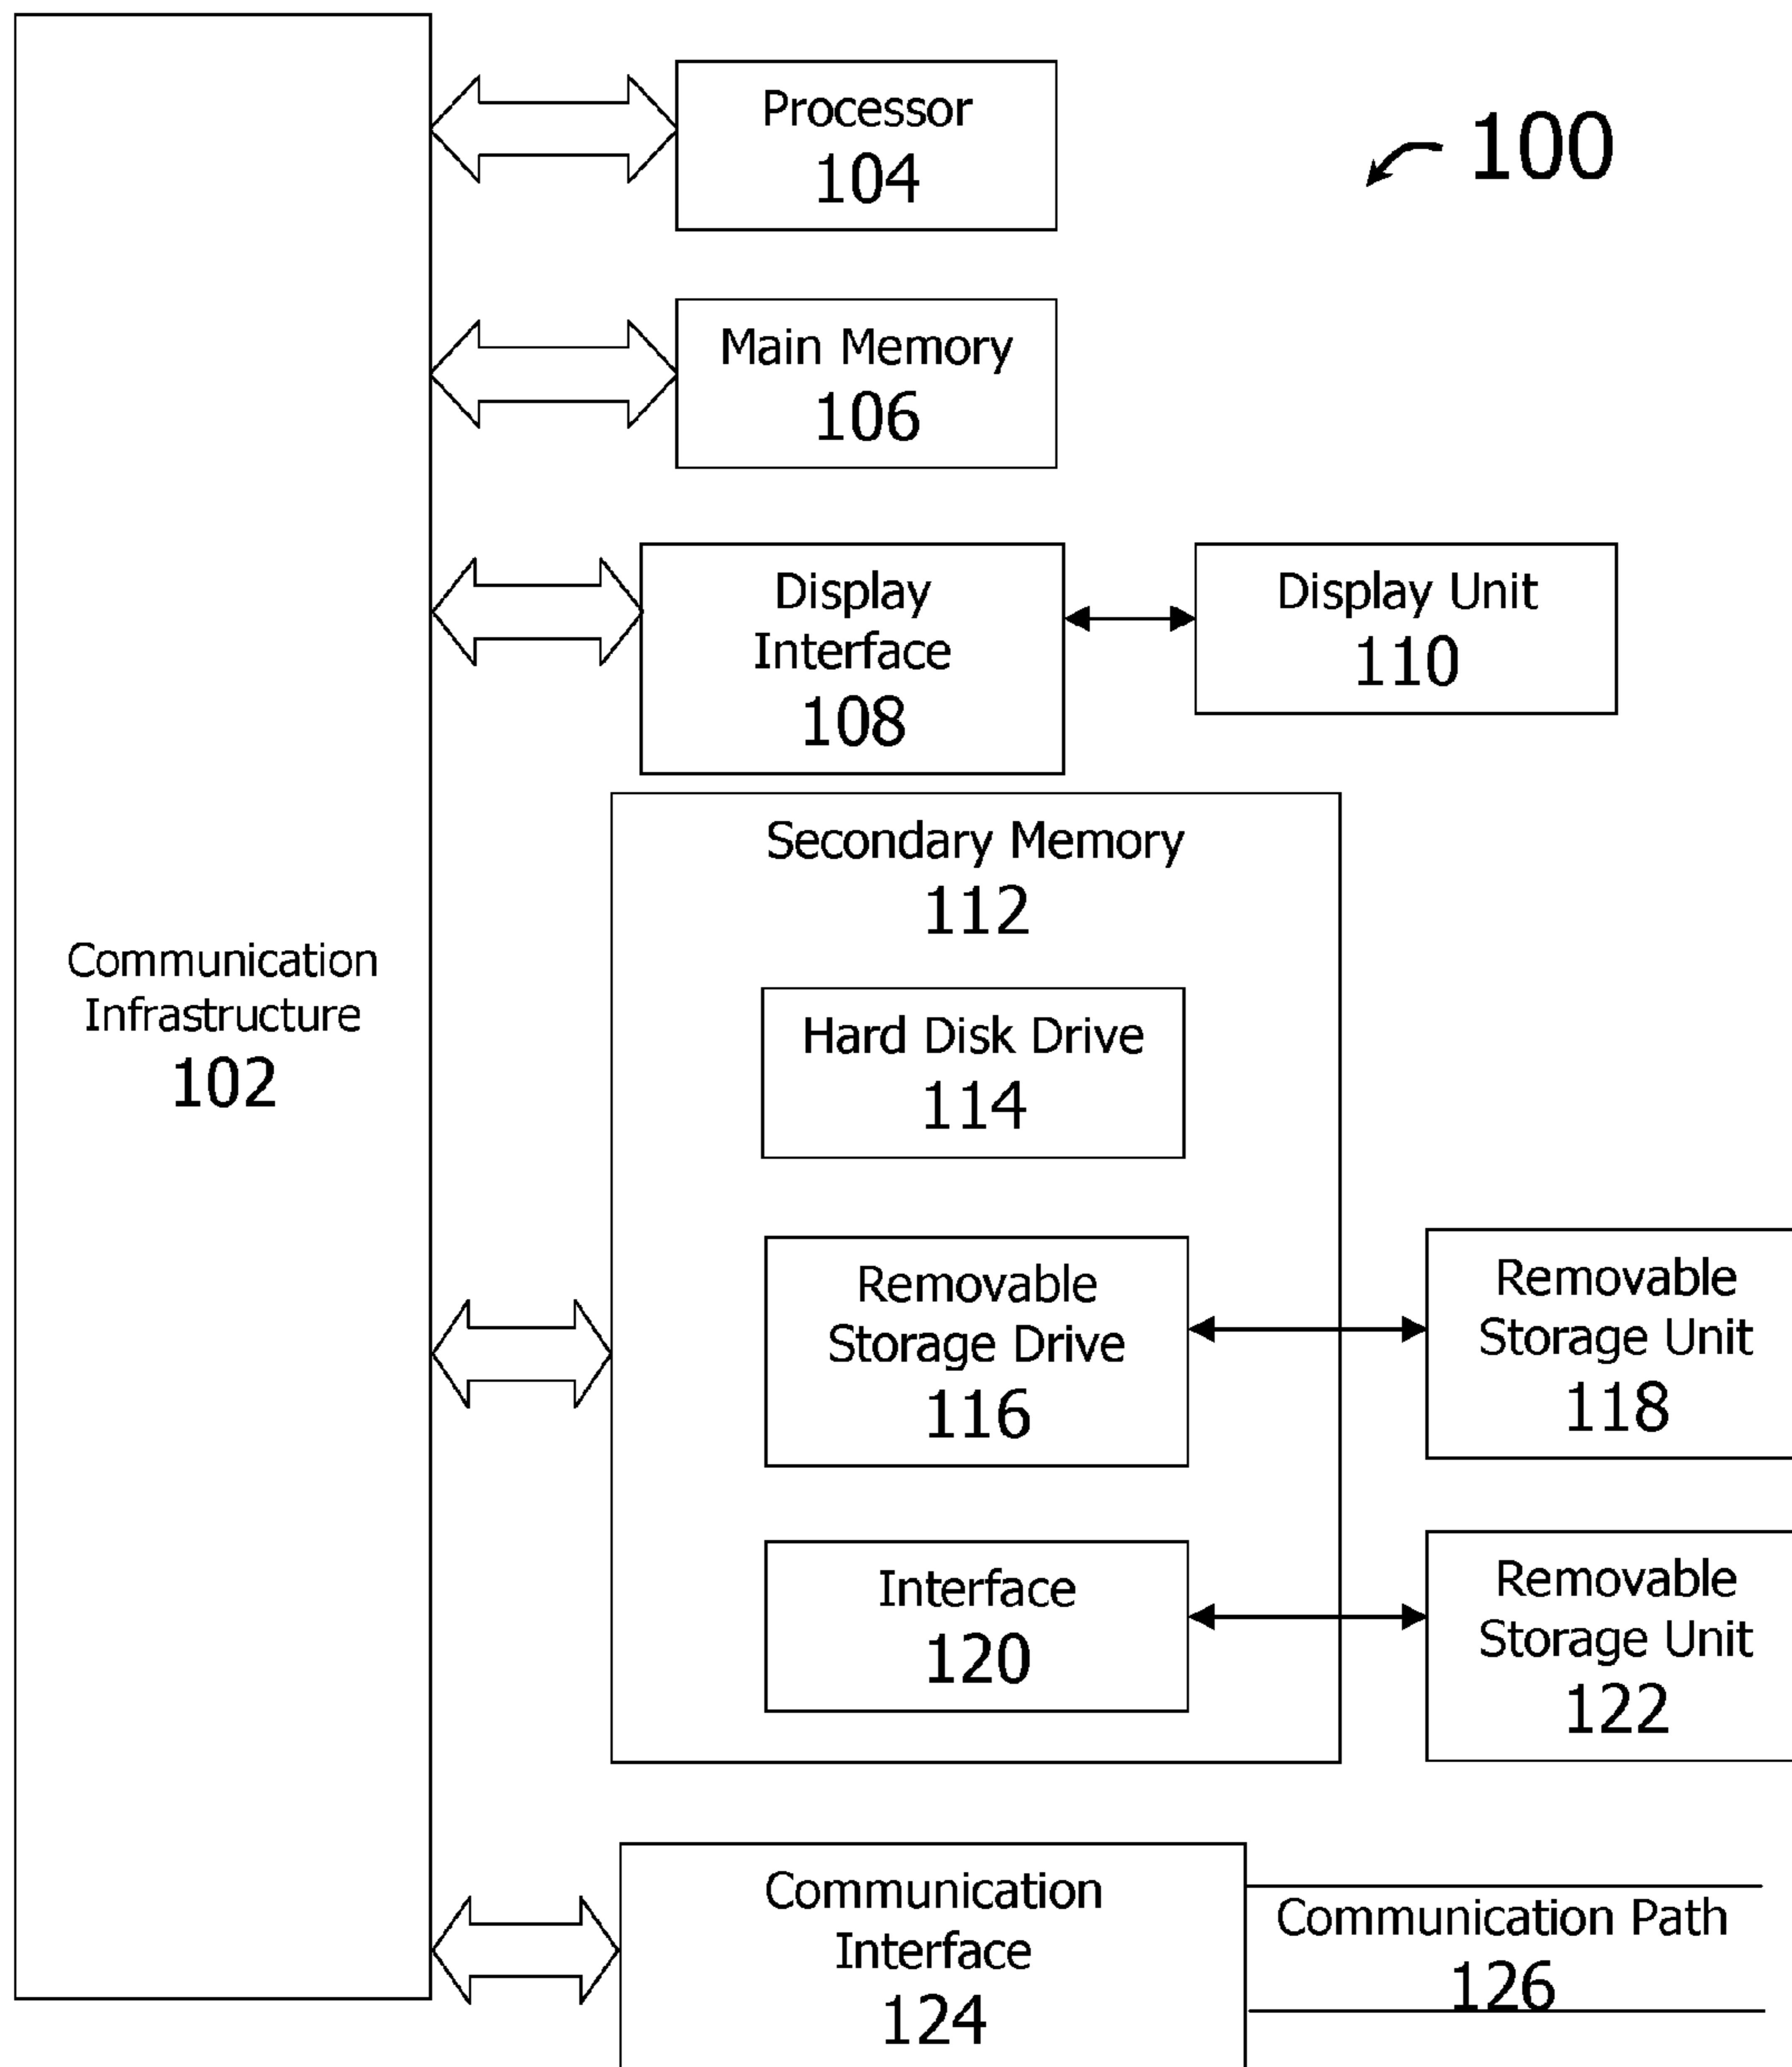 Processor
104
100
Main Memory
106
Display
Interface
108
Display Unit
110
Secondary Memory
112
Communication
Infrastructure
102
Hard Disk Drive
114
Removable
Storage Drive
116
Removable
Storage Unit
118
Interface
120
Removable
Storage Unit
122
Communication
Interface
124
Communication Path
126